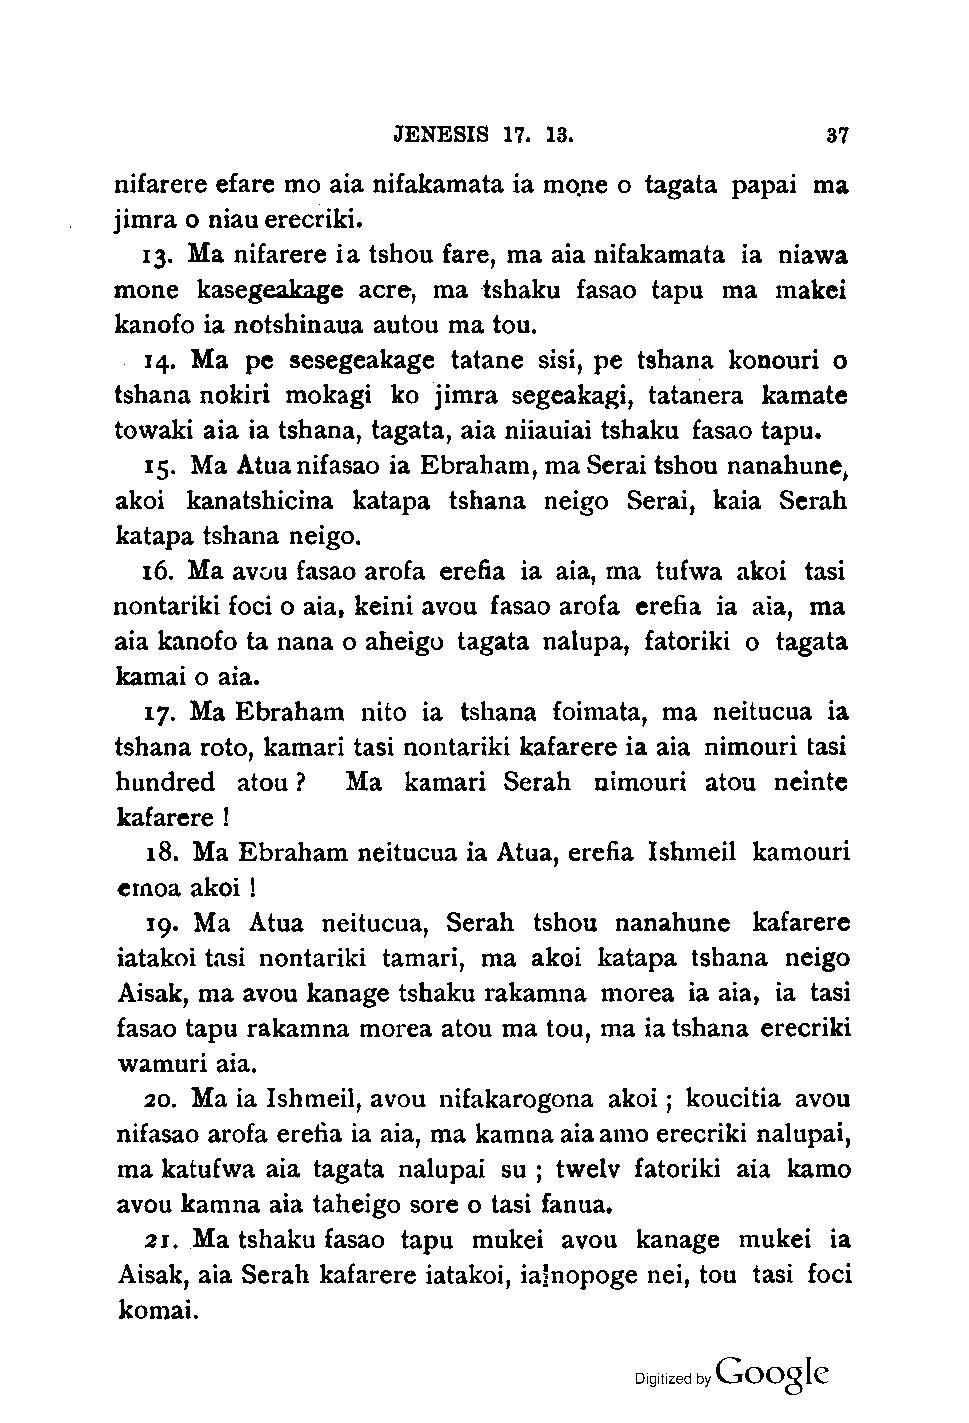 JENESIS 17. 13. 37
nifarere efare mo aia nifakamata ia mone o tagata papai ma
jimra o niau erecriki.
13. Ma nifarere ia tshou fare, ma aia nifakamata ia niawa
mone kasegeakage acre, ma tshaku fasao tapu ma makei
kanofo ia notshinaua autou ma tou.
14. Ma pe sesegeakage tatane sisi, pe tshana konouri o
tshana nokiri mokagi ko jimra segeakagi, tatanera kamate
towaki aia ia tshana, tagata, aia niiauiai tshaku fasao tapu.
15. Ma Atua nifasao ia Ebraham, ma Serai tshou nanahune,
akoi kanatshicina katapa tshana neigo Serai, kaia Serah
katapa tshana neigo.
16. Ma avou fasao arofa erefia ia aia, ma tufwa akoi tasi
nontariki foci o aia, keini avou fasao arofa erefia ia aia, ma
aia kanofo ta nana o aheigo tagata nalupa, fatoriki o tagata
kamai o aia.
17. Ma Ebraham nito ia tshana foimata, ma neitucua ia
tshana roto, kamari tasi nontariki kafarere ia aia nimouri tasi
hundred atou ? Ma kamari Serah nimouri atou neinte
kafarere !
18. Ma Ebraham neitucua ia Atua, erefia Ishmeil kamouri
emoa akoi !
19. Ma Atua neitucua, Serah tshou nanahune kafarere
iatakoi tasi nontariki tamari, ma akoi katapa tshana neigo
Aisak, ma avou kanage tshaku rakamna morea ia aia, ia tasi
fasao tapu rakamna morea atou ma tou, ma ia tshana erecriki
wamuri aia.
20. Ma ia Ishmeil, avou nifakarogona akoi ; koucitia avou
nifasao arofa erefia ia aia, ma kamna aia amo erecriki nalupai,
ma katufwa aia tagata nalupai su ; twelv fatoriki aia kamo
avou kamna aia taheigo sore o tasi fanua.
21. Ma tshaku fasao tapu mukei avou kanage mukei ia
Aisak, aia Serah kafarere iatakoi, ia nopoge nei, tou tasi foci
komai.
Digitized by Google